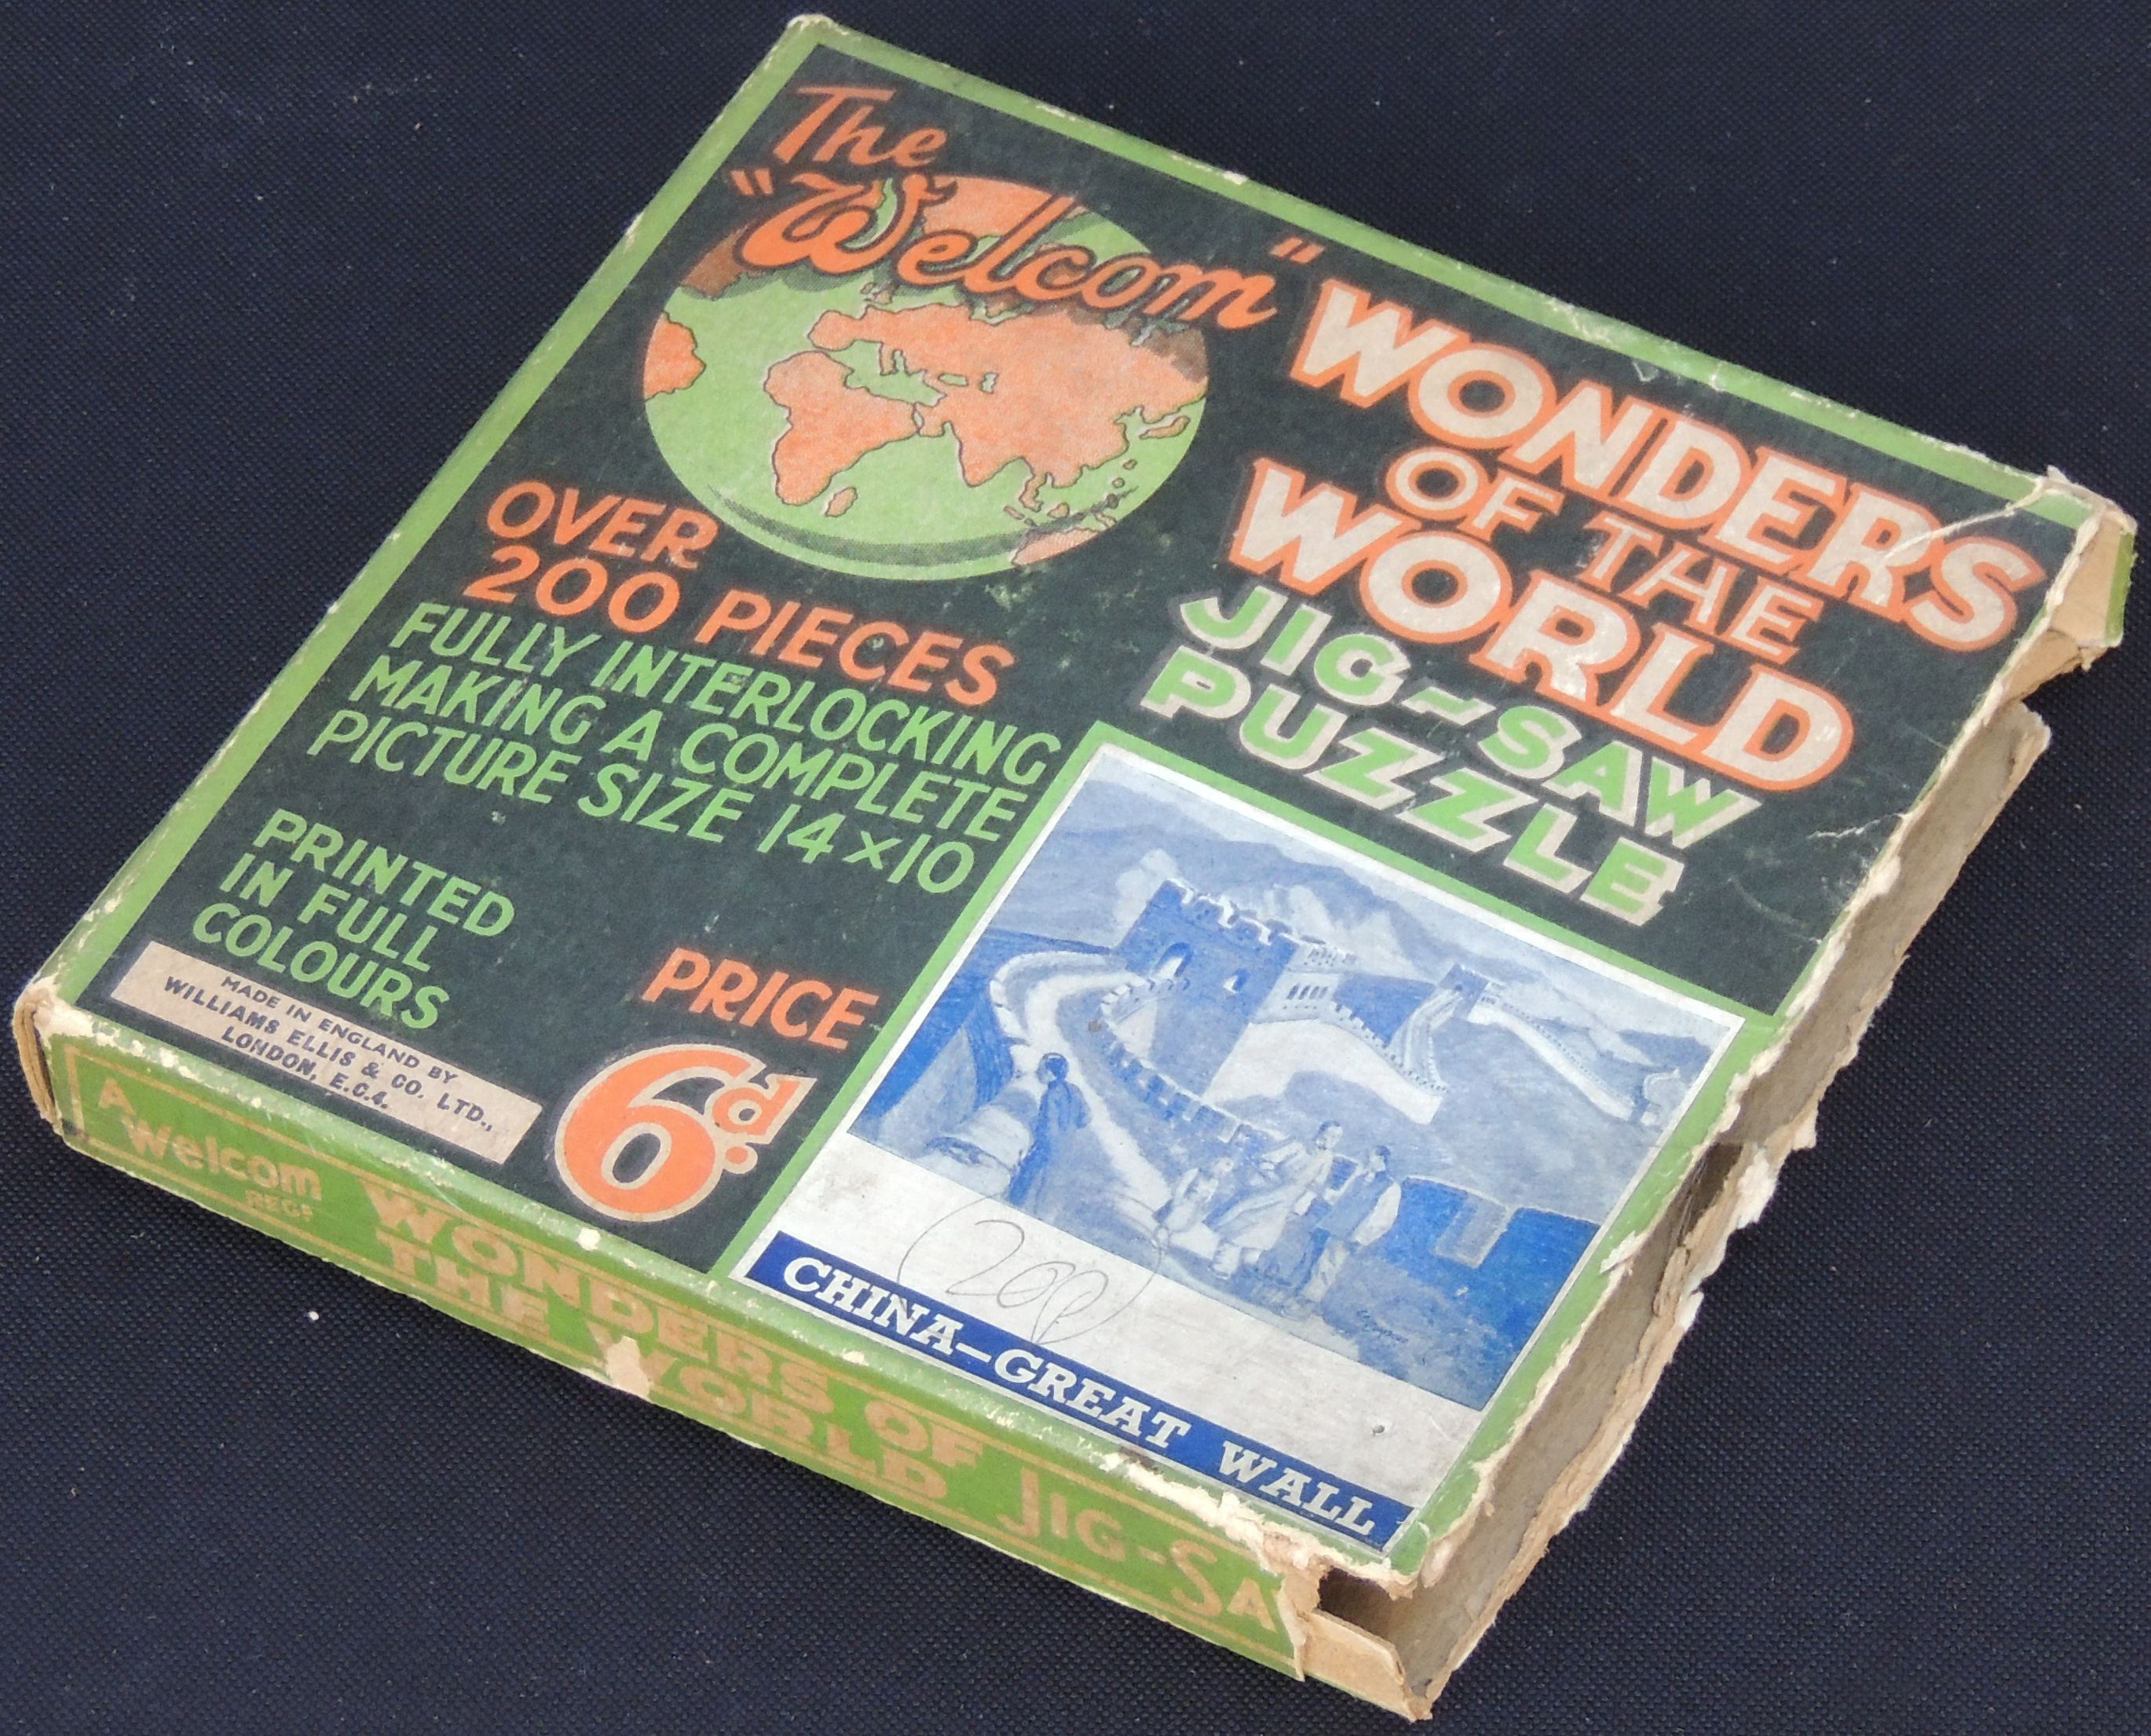 The
"Welcom"
WONDERS
OF THE
WORLD
JIG-SAW
PUZZLE
OVER
200 PIECES
FULLY INTERLOCKING
MAKING A COMPLETE
PICTURE SIZE 14×10
PRINTED
IN FULL
COLOURS
PRICE
6d.
MADE IN ENGLAND BY
WILLIAMS ELLIS & CO. LTD.,
LONDON, E.C.4.
(200)
CHINA-GREAT WALL
A
Welcom
REGD
WONDERS OF
THE WORLD
JIG-SA